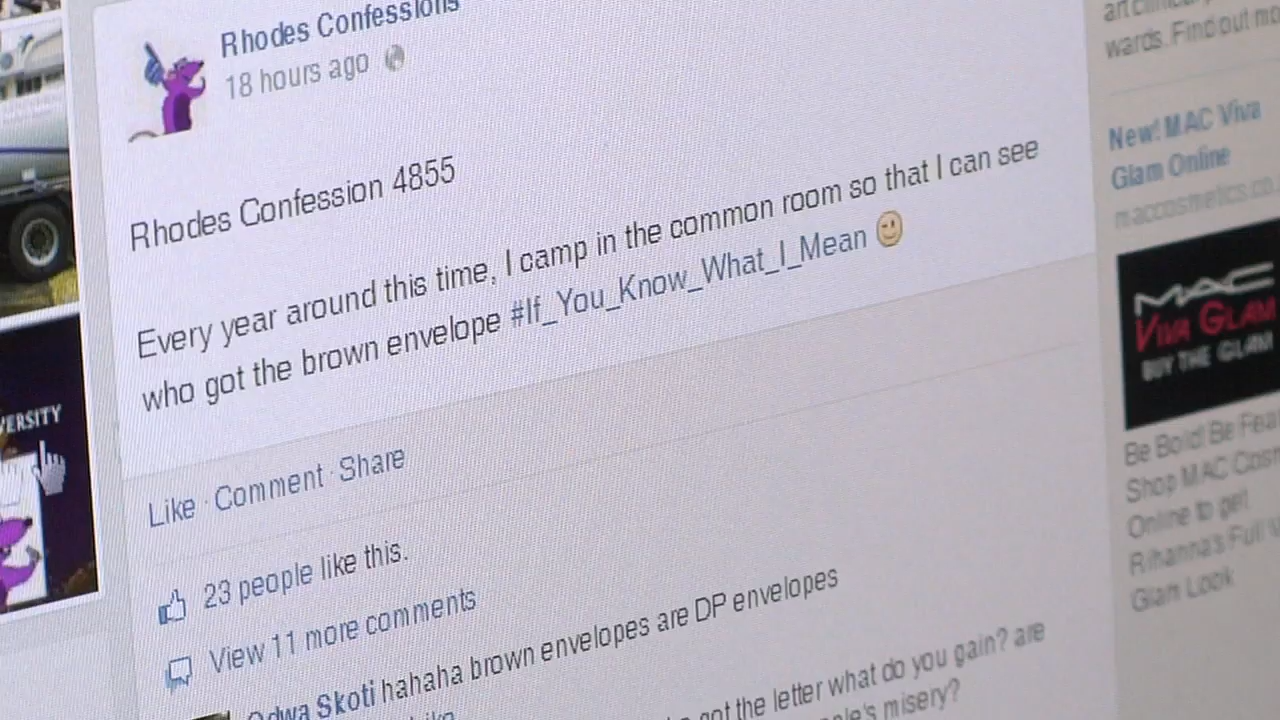 Rhodes Confessions
18 hours ago
Rhodes Confession 4855
Every year around this time, I camp in the common room so that I can see
who got the brown envelope #If_You_Know_What_I_Mean
Like · Comment · Share
23 people like this.
View 11 more comments
Odwa Skoti hahaha brown envelopes are DP envelopes
got the letter what do you gain? are
misery?
wards. Find out
New! MAC Viva
Glam Online
maccosmetics.co
MAC
VIVA GLAM
BUY THE GLAM
Be Bold! Be
Shop MAC
Online to get
Rihanna's Full
Glam Look
VERSITY